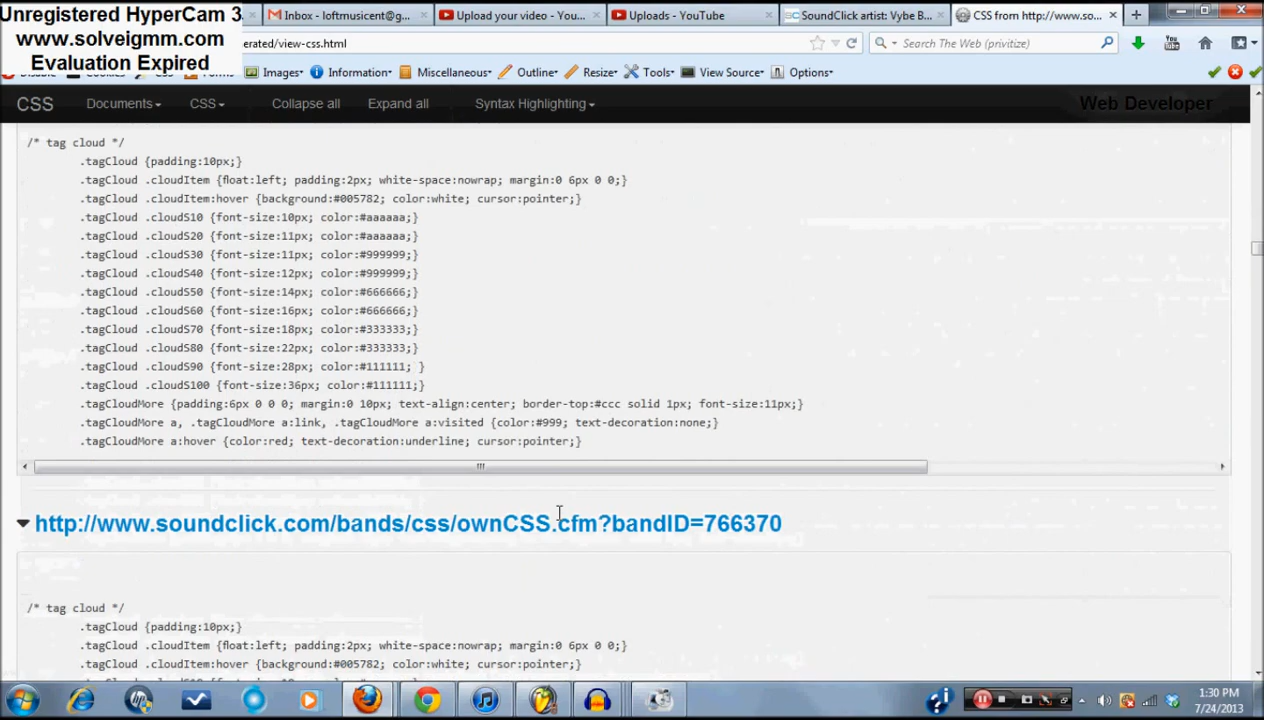 Unregistered HyperCam 3
www.solveigmm.com
Evaluation Expired
Inbox - loftmusicent@g... ×
Upload your video - You... ×
Uploads - YouTube ×
SoundClick artist: Vybe B... ×
CSS from http://www.so... ×
erated/view-css.html
Search The Web (privitize)
Images Information Miscellaneous Outline Resize Tools View Source Options
CSS Documents CSS Collapse all Expand all Syntax Highlighting Web Developer
/* tag cloud */
.tagCloud {padding:10px;}
.tagCloud .cloudItem {float:left; padding:2px; white-space:nowrap; margin:0 6px 0 0;}
.tagCloud .cloudItem:hover {background:#005782; color:white; cursor:pointer;}
.tagCloud .cloudS10 {font-size:10px; color:#aaaaaa;}
.tagCloud .cloudS20 {font-size:11px; color:#aaaaaa;}
.tagCloud .cloudS30 {font-size:11px; color:#999999;}
.tagCloud .cloudS40 {font-size:12px; color:#999999;}
.tagCloud .cloudS50 {font-size:14px; color:#666666;}
.tagCloud .cloudS60 {font-size:16px; color:#666666;}
.tagCloud .cloudS70 {font-size:18px; color:#333333;}
.tagCloud .cloudS80 {font-size:22px; color:#333333;}
.tagCloud .cloudS90 {font-size:28px; color:#111111; }
.tagCloud .cloudS100 {font-size:36px; color:#111111;}
.tagCloudMore {padding:6px 0 0 0; margin:0 10px; text-align:center; border-top:#ccc solid 1px; font-size:11px;}
.tagCloudMore a, .tagCloudMore a:link, .tagCloudMore a:visited {color:#999; text-decoration:none;}
.tagCloudMore a:hover {color:red; text-decoration:underline; cursor:pointer;}
http://www.soundclick.com/bands/css/ownCSS.cfm?bandID=766370
/* tag cloud */
.tagCloud {padding:10px;}
.tagCloud .cloudItem {float:left; padding:2px; white-space:nowrap; margin:0 6px 0 0;}
.tagCloud .cloudItem:hover {background:#005782; color:white; cursor:pointer;}
1:30 PM
7/24/2013